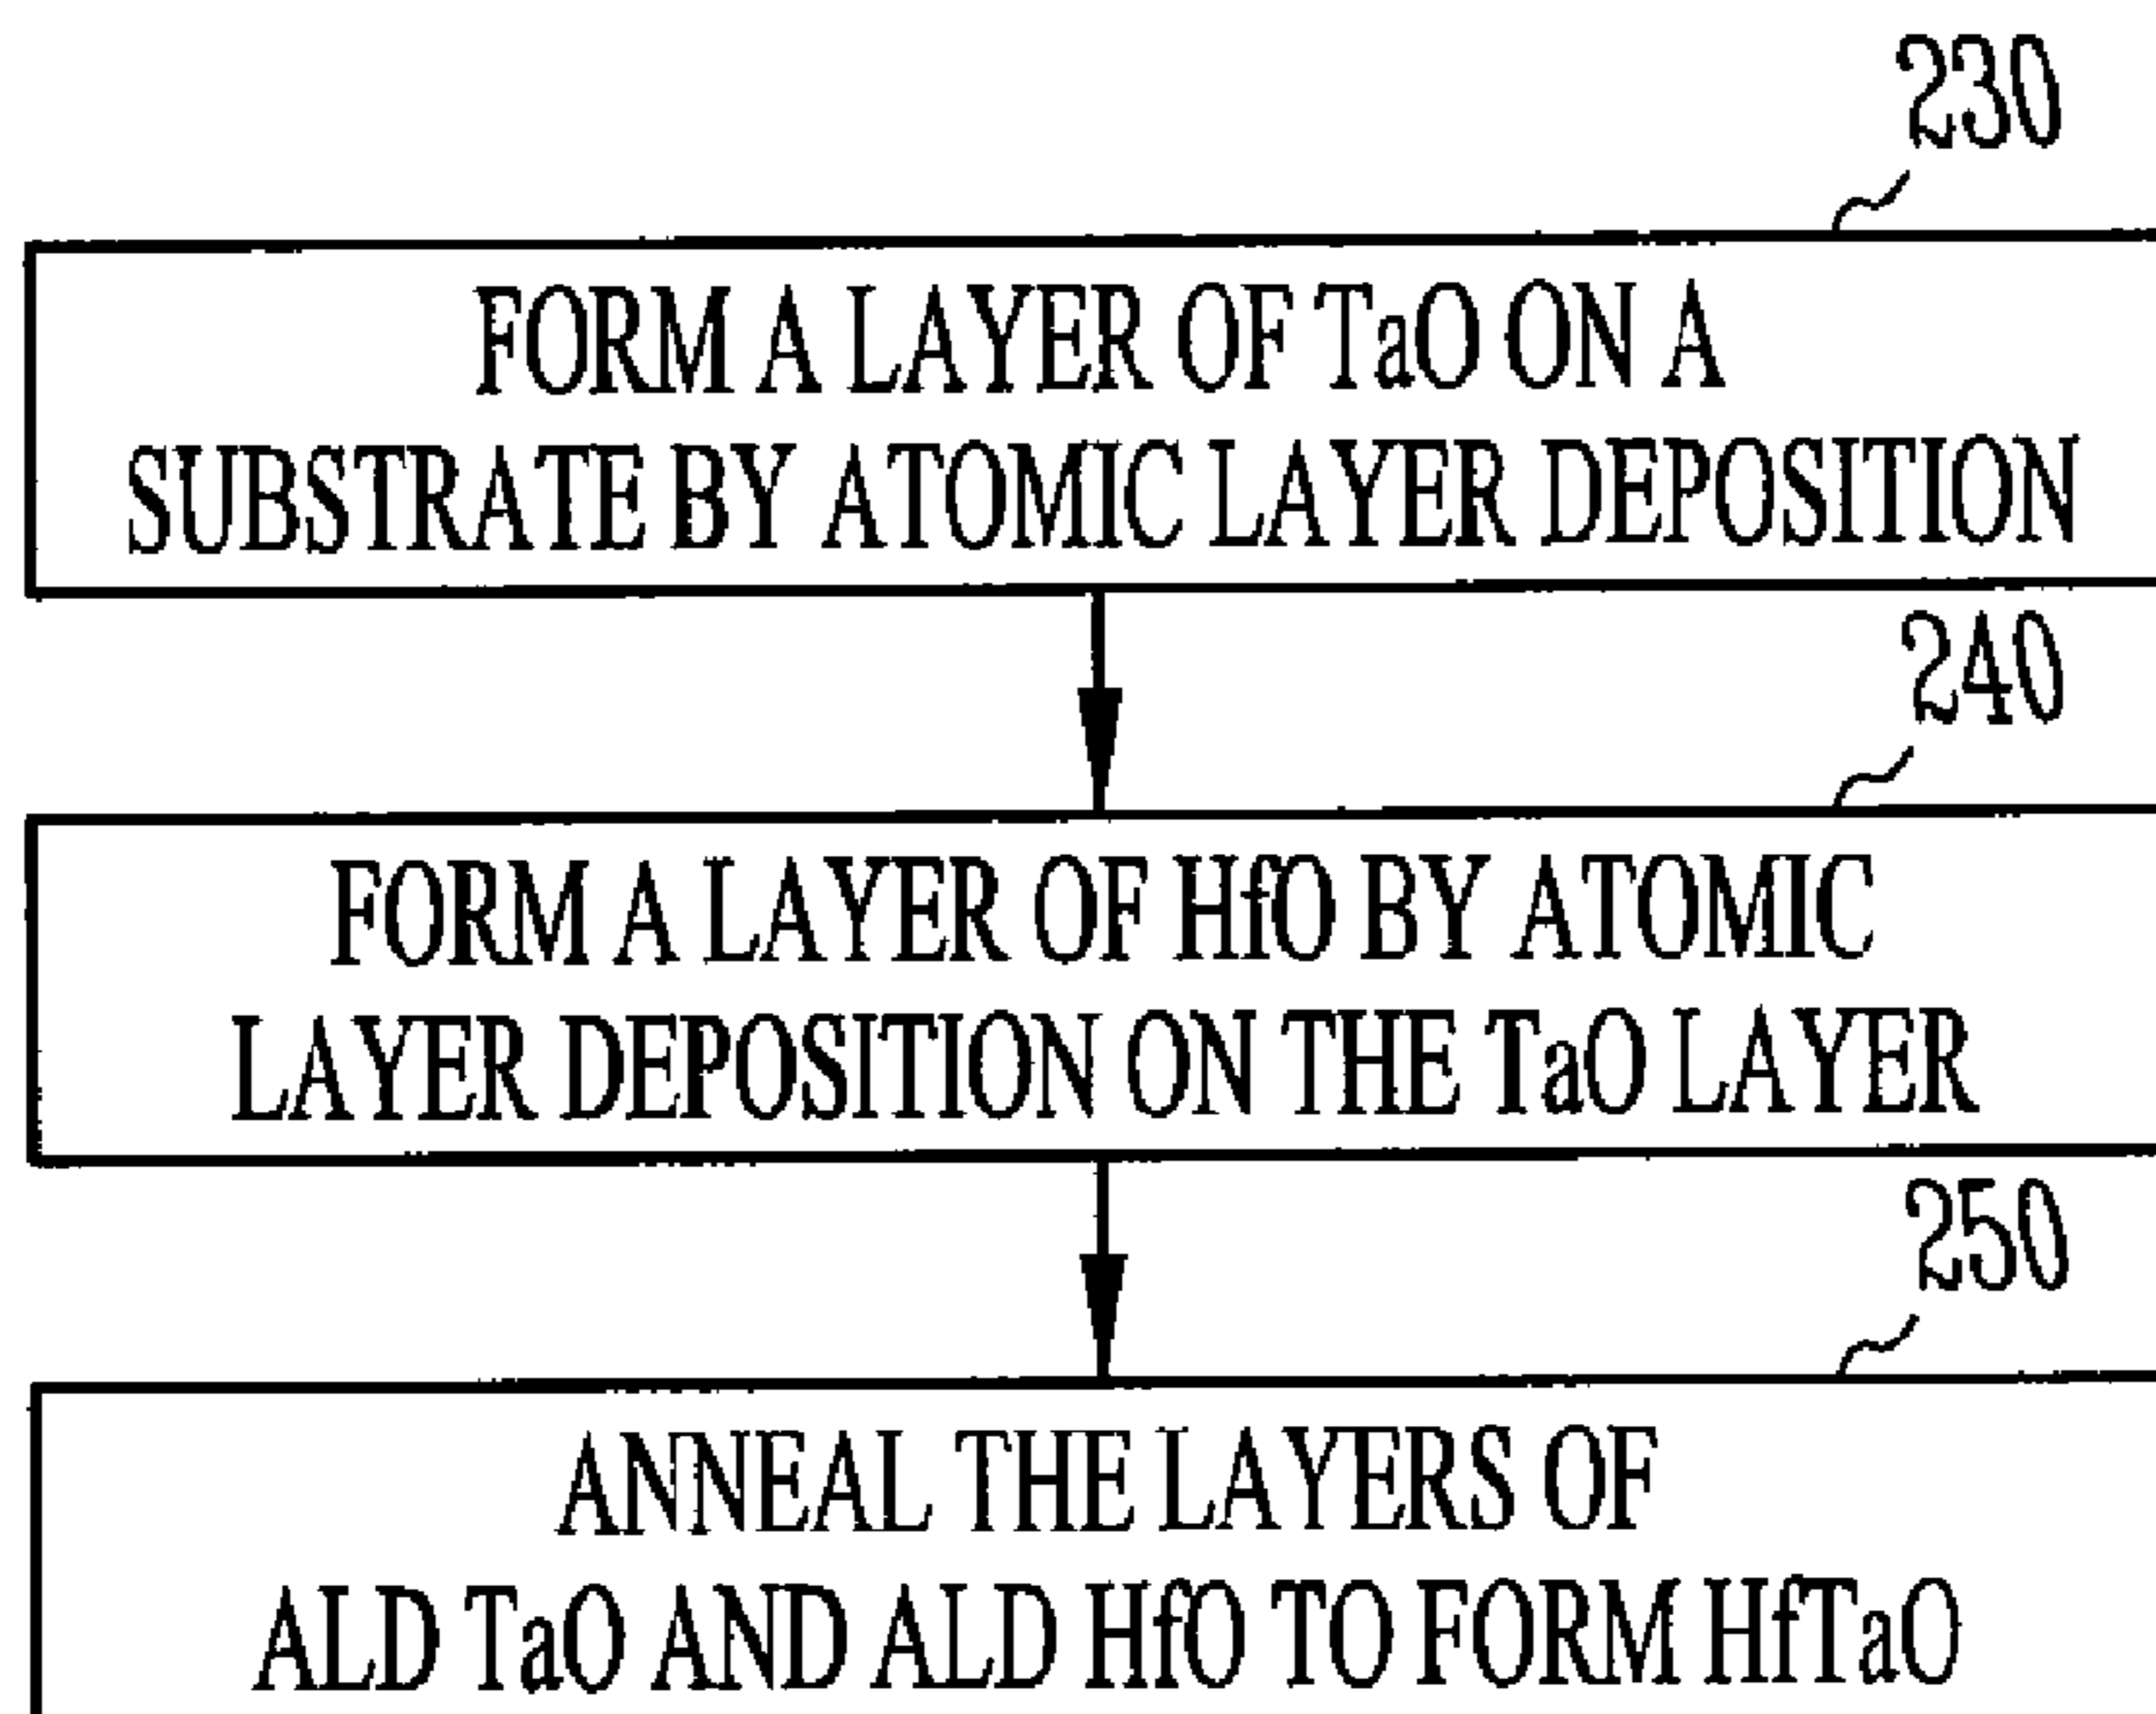 230
FORM A LAYER OF TaO ON A
SUBSTRATE BY ATOMIC LAYER DEPOSITION
240
FORM A LAYER OF HfO BY ATOMIC
LAYER DEPOSITION ON THE TaO LAYER
250
ANNEAL THE LAYERS OF
ALD TaO AND ALD HfO TO FORM HfTaO